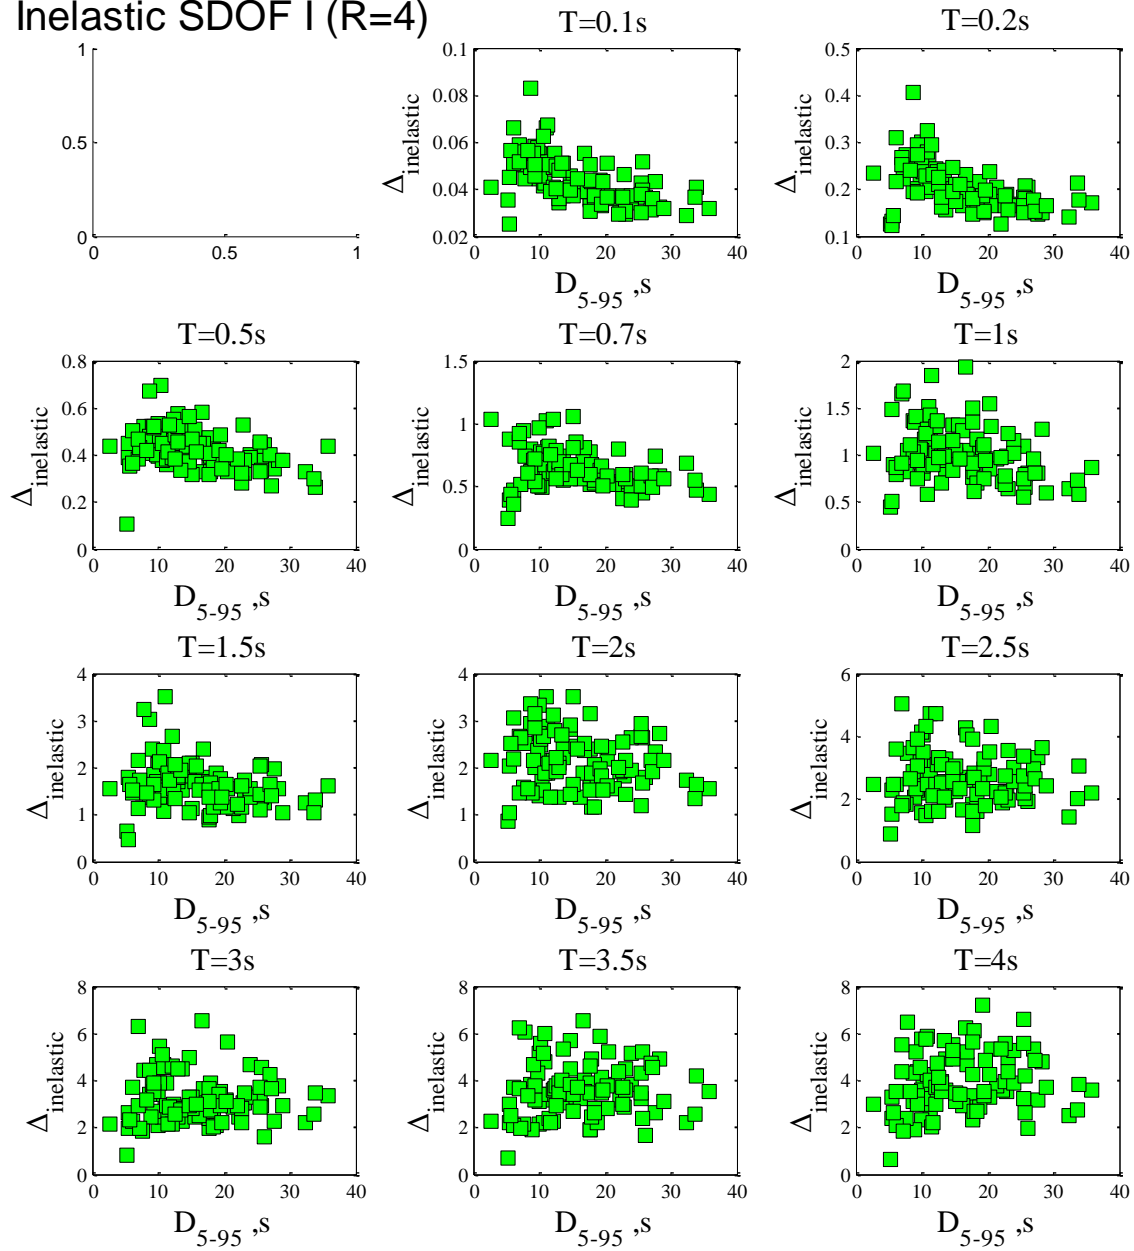 Inelastic SDOF I (R=4)
1
0.5
0
0 0.5 1
T=0.1s
0.1
0.08
0.06
0.04
0.02
Δinelastic
0 10 20 30 40
D5-95 ,s
T=0.2s
0.5
0.4
0.3
0.2
0.1
Δinelastic
0 10 20 30 40
D5-95 ,s
T=0.5s
0.8
0.6
0.4
0.2
0
Δinelastic
0 10 20 30 40
D5-95 ,s
T=0.7s
1.5
1
0.5
0
Δinelastic
0 10 20 30 40
D5-95 ,s
T=1s
2
1.5
1
0.5
0
Δinelastic
0 10 20 30 40
D5-95 ,s
T=1.5s
4
3
2
1
0
Δinelastic
0 10 20 30 40
D5-95 ,s
T=2s
4
3
2
1
0
Δinelastic
0 10 20 30 40
D5-95 ,s
T=2.5s
6
4
2
0
Δinelastic
0 10 20 30 40
D5-95 ,s
T=3s
8
6
4
2
0
Δinelastic
0 10 20 30 40
D5-95 ,s
T=3.5s
8
6
4
2
0
Δinelastic
0 10 20 30 40
D5-95 ,s
T=4s
8
6
4
2
0
Δinelastic
0 10 20 30 40
D5-95 ,s